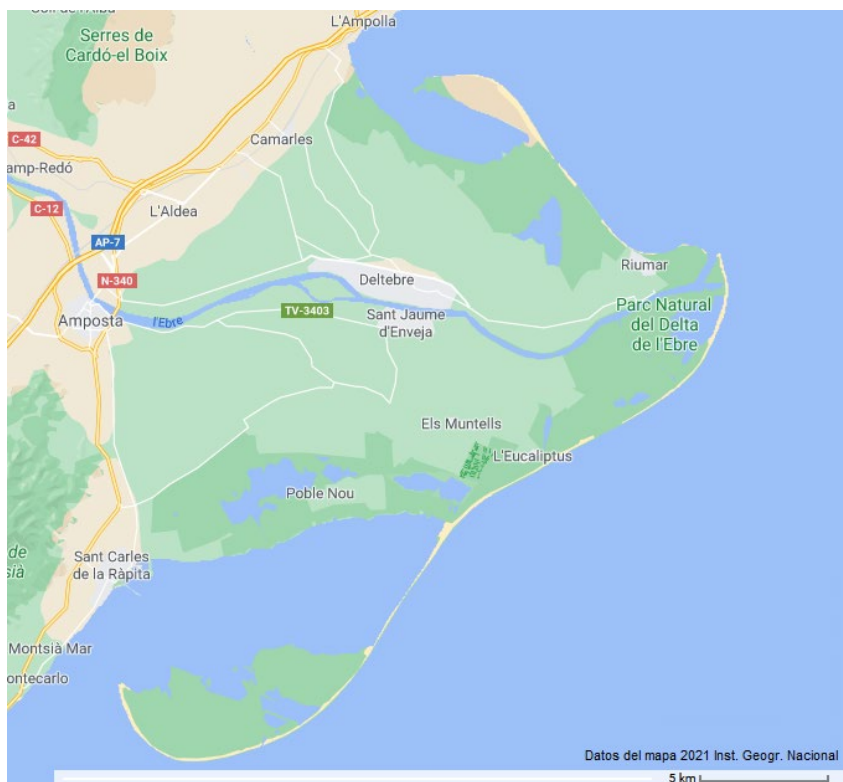 L'Ampolla
Serres de
Cardó-el Boix
a
C-42
Camarles
amp-Redó
C-12
L'Aldea
AP-7
Riumar
N-340
Deltebre
Parc Natural
del Delta
de l'Ebre
TV-3403
Sant Jaume
d'Enveja
Amposta
l'Ebre
Els Muntells
L'Eucaliptus
Poble Nou
de
sià
Sant Carles
de la Ràpita
Montsià Mar
ontecarlo
Datos del mapa 2021 Inst. Geogr. Nacional
5 km